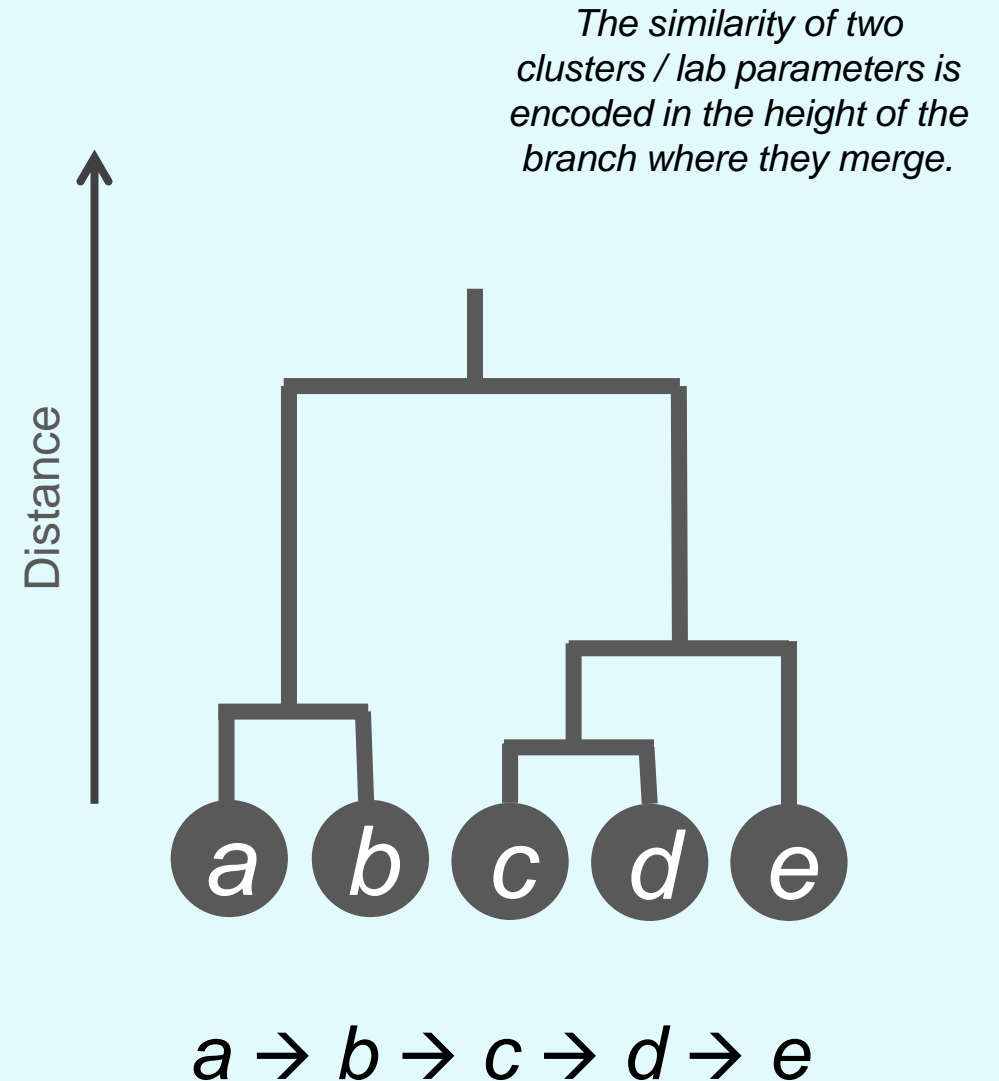 The similarity of two
clusters / lab parameters is
encoded in the height of the
branch where they merge.
Distance
a b c d e
a → b → c → d → e